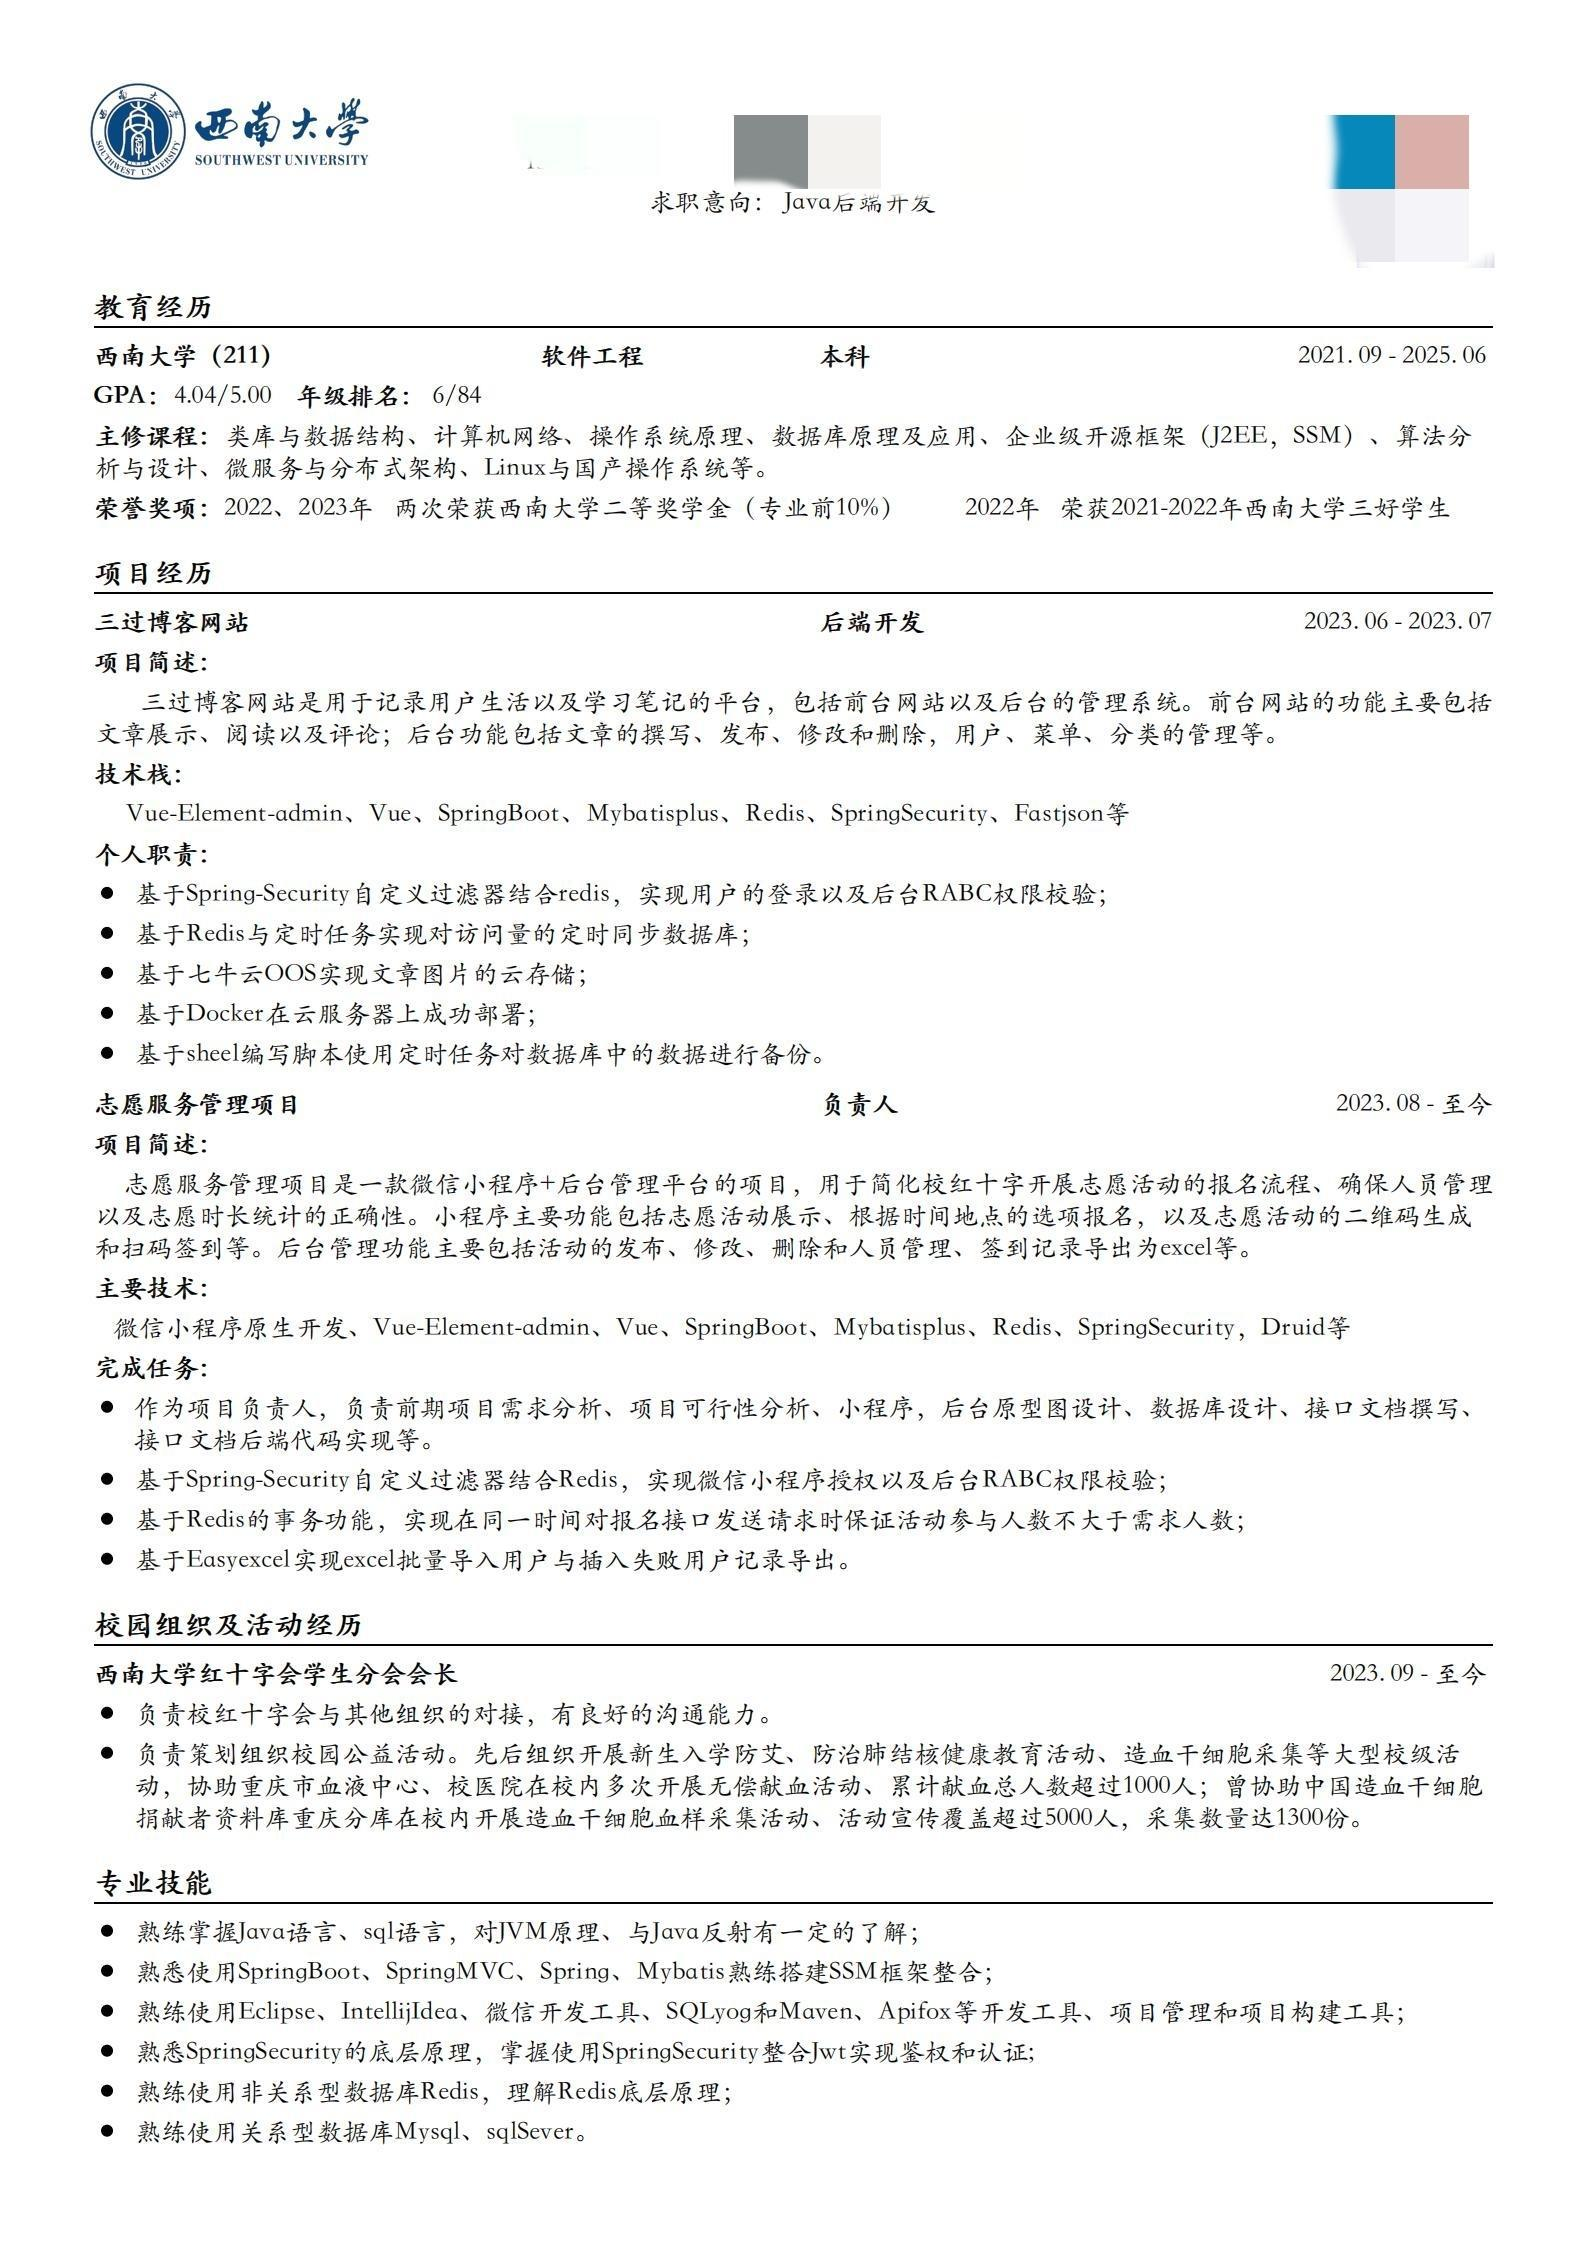 西南大学
SOUTHWEST UNIVERSITY
求职意向： Java后端开发
教育经历
西南大学（211） 软件工程 本科 2021. 09 - 2025. 06
GPA：4.04/5.00 年级排名： 6/84
主修课程：类库与数据结构、计算机网络、操作系统原理、数据库原理及应用、企业级开源框架（J2EE，SSM）、算法分
析与设计、微服务与分布式架构、Linux与国产操作系统等。
荣誉奖项：2022、2023年 两次荣获西南大学二等奖学金（专业前10%） 2022年 荣获2021-2022年西南大学三好学生
项目经历
三过博客网站 后端开发 2023. 06 - 2023. 07
项目简述：
三过博客网站是用于记录用户生活以及学习笔记的平台，包括前台网站以及后台的管理系统。前台网站的功能主要包括
文章展示、阅读以及评论；后台功能包括文章的撰写、发布、修改和删除，用户、菜单、分类的管理等。
技术栈：
Vue-Element-admin、Vue、SpringBoot、Mybatisplus、Redis、SpringSecurity、Fastjson等
个人职责：
● 基于Spring-Security自定义过滤器结合redis，实现用户的登录以及后台RABC权限校验；
● 基于Redis与定时任务实现对访问量的定时同步数据库；
● 基于七牛云OOS实现文章图片的云存储；
● 基于Docker在云服务器上成功部署；
● 基于sheel编写脚本使用定时任务对数据库中的数据进行备份。
志愿服务管理项目 负责人 2023. 08 - 至今
项目简述：
志愿服务管理项目是一款微信小程序+后台管理平台的项目，用于简化校红十字开展志愿活动的报名流程、确保人员管理
以及志愿时长统计的正确性。小程序主要功能包括志愿活动展示、根据时间地点的选项报名，以及志愿活动的二维码生成
和扫码签到等。后台管理功能主要包括活动的发布、修改、删除和人员管理、签到记录导出为excel等。
主要技术：
微信小程序原生开发、Vue-Element-admin、Vue、SpringBoot、Mybatisplus、Redis、SpringSecurity，Druid等
完成任务：
● 作为项目负责人，负责前期项目需求分析、项目可行性分析、小程序，后台原型图设计、数据库设计、接口文档撰写、
接口文档后端代码实现等。
● 基于Spring-Security自定义过滤器结合Redis，实现微信小程序授权以及后台RABC权限校验；
● 基于Redis的事务功能，实现在同一时间对报名接口发送请求时保证活动参与人数不大于需求人数；
● 基于Easyexcel实现excel批量导入用户与插入失败用户记录导出。
校园组织及活动经历
西南大学红十字会学生分会会长 2023. 09 - 至今
● 负责校红十字会与其他组织的对接，有良好的沟通能力。
● 负责策划组织校园公益活动。先后组织开展新生入学防艾、防治肺结核健康教育活动、造血干细胞采集等大型校级活
动，协助重庆市血液中心、校医院在校内多次开展无偿献血活动、累计献血总人数超过1000人；曾协助中国造血干细胞
捐献者资料库重庆分库在校内开展造血干细胞血样采集活动、活动宣传覆盖超过5000人，采集数量达1300份。
专业技能
● 熟练掌握Java语言、sql语言，对JVM原理、与Java反射有一定的了解；
● 熟悉使用SpringBoot、SpringMVC、Spring、Mybatis熟练搭建SSM框架整合；
● 熟练使用Eclipse、IntellijIdea、微信开发工具、SQLyog和Maven、Apifox等开发工具、项目管理和项目构建工具；
● 熟悉SpringSecurity的底层原理，掌握使用SpringSecurity整合Jwt实现鉴权和认证;
● 熟练使用非关系型数据库Redis，理解Redis底层原理；
● 熟练使用关系型数据库Mysql、sqlSever。